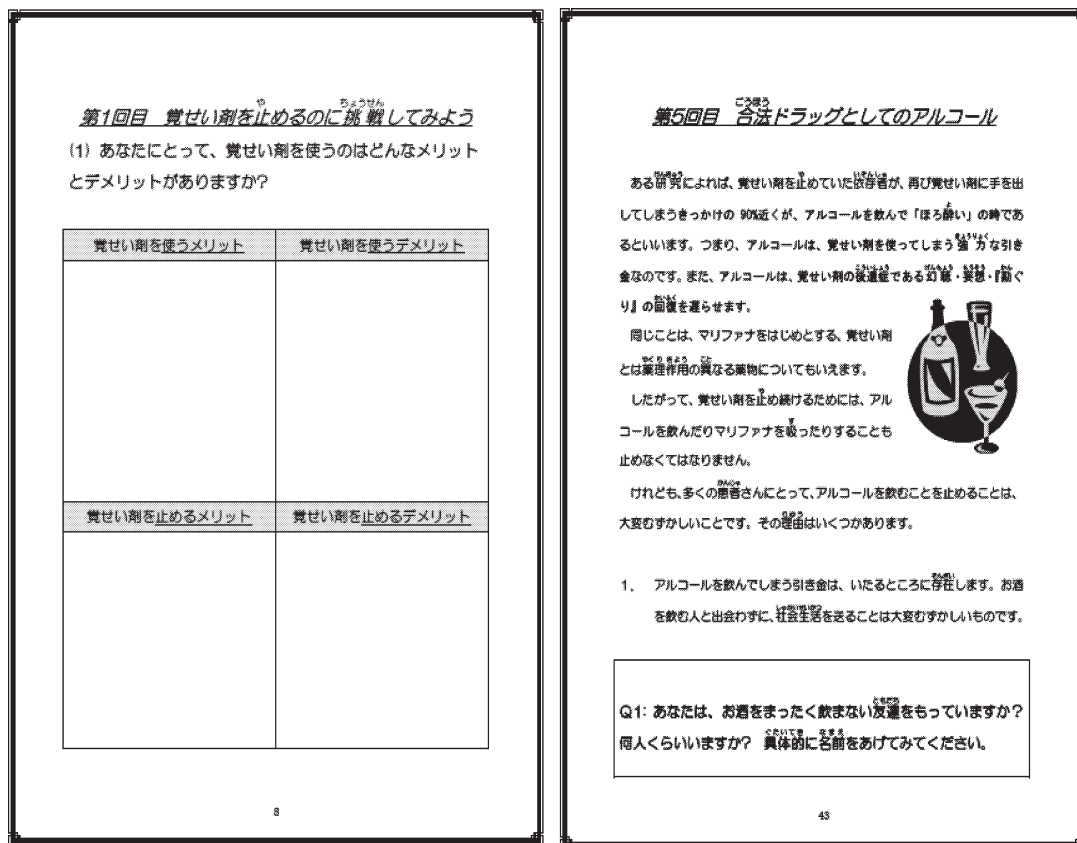 第1回目 覚せい剤を止めるのに挑戦してみよう
(1) あなたにとって、覚せい剤を使うのはどんなメリット
とデメリットがありますか?
覚せい剤を使うメリット 覚せい剤を使うデメリット
覚せい剤を止めるメリット 覚せい剤を止めるデメリット
8
第5回目 合法ドラッグとしてのアルコール
ある研究によれば、覚せい剤を止めていた依存者が、再び覚せい剤に手を出
してしまうきっかけの 90%近くが、アルコールを飲んで「ほろ酔い」の時であ
るといいます。つまり、アルコールは、覚せい剤を使ってしまう強力な引き
金なのです。また、アルコールは、覚せい剤の後遺症である幻聴・妄想・『勘ぐ
り』の回復を遅らせます。
同じことは、マリファナをはじめとする、覚せい剤
とは薬理作用の異なる薬物についてもいえます。
したがって、覚せい剤を止め続けるためには、アル
コールを飲んだりマリファナを吸ったりすることも
止めなくてはなりません。
けれども、多くの患者さんにとって、アルコールを飲むことを止めることは、
大変むずかしいことです。その理由はいくつかあります。
1. アルコールを飲んでしまう引き金は、いたるところに存在します。お酒
を飲む人と出会わずに、社会生活を送ることは大変むずかしいものです。
Q1: あなたは、お酒をまったく飲まない友達をもっていますか?
何人くらいいますか? 具体的に名前をあげてみてください。
43